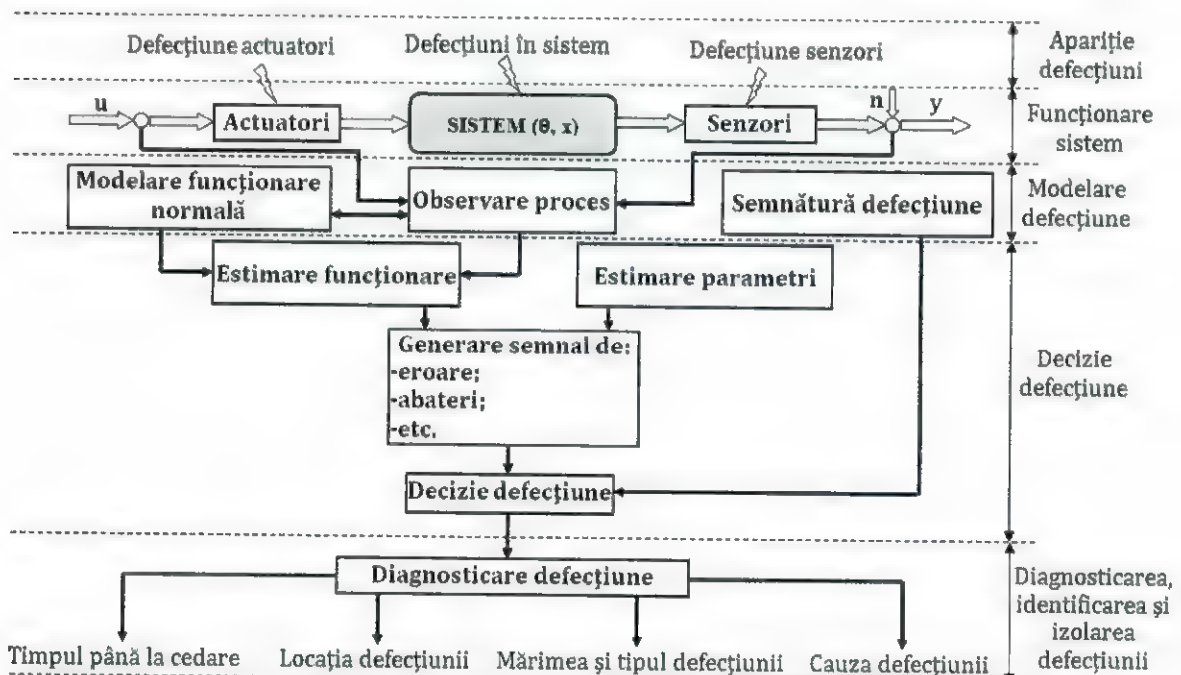 Defecțiune actuatori
Defecțiuni în sistem
Defecțiune senzori
Apariție
defecțiuni
u
Actuatori
SISTEM (θ, x)
Senzori
n
y
Funcționare
sistem
Modelare funcționare
normală
Observare proces
Semnătură defecțiune
Modelare
defecțiune
Estimare funcționare
Estimare parametri
Generare semnal de:
-eroare;
-abateri;
-etc.
Decizie
defecțiune
Decizie defecțiune
Diagnosticare defecțiune
Diagnosticarea,
identificarea și
izolarea
defecțiunii
Timpul până la cedare
Locația defecțiunii
Mărimea și tipul defecțiunii
Cauza defecțiunii